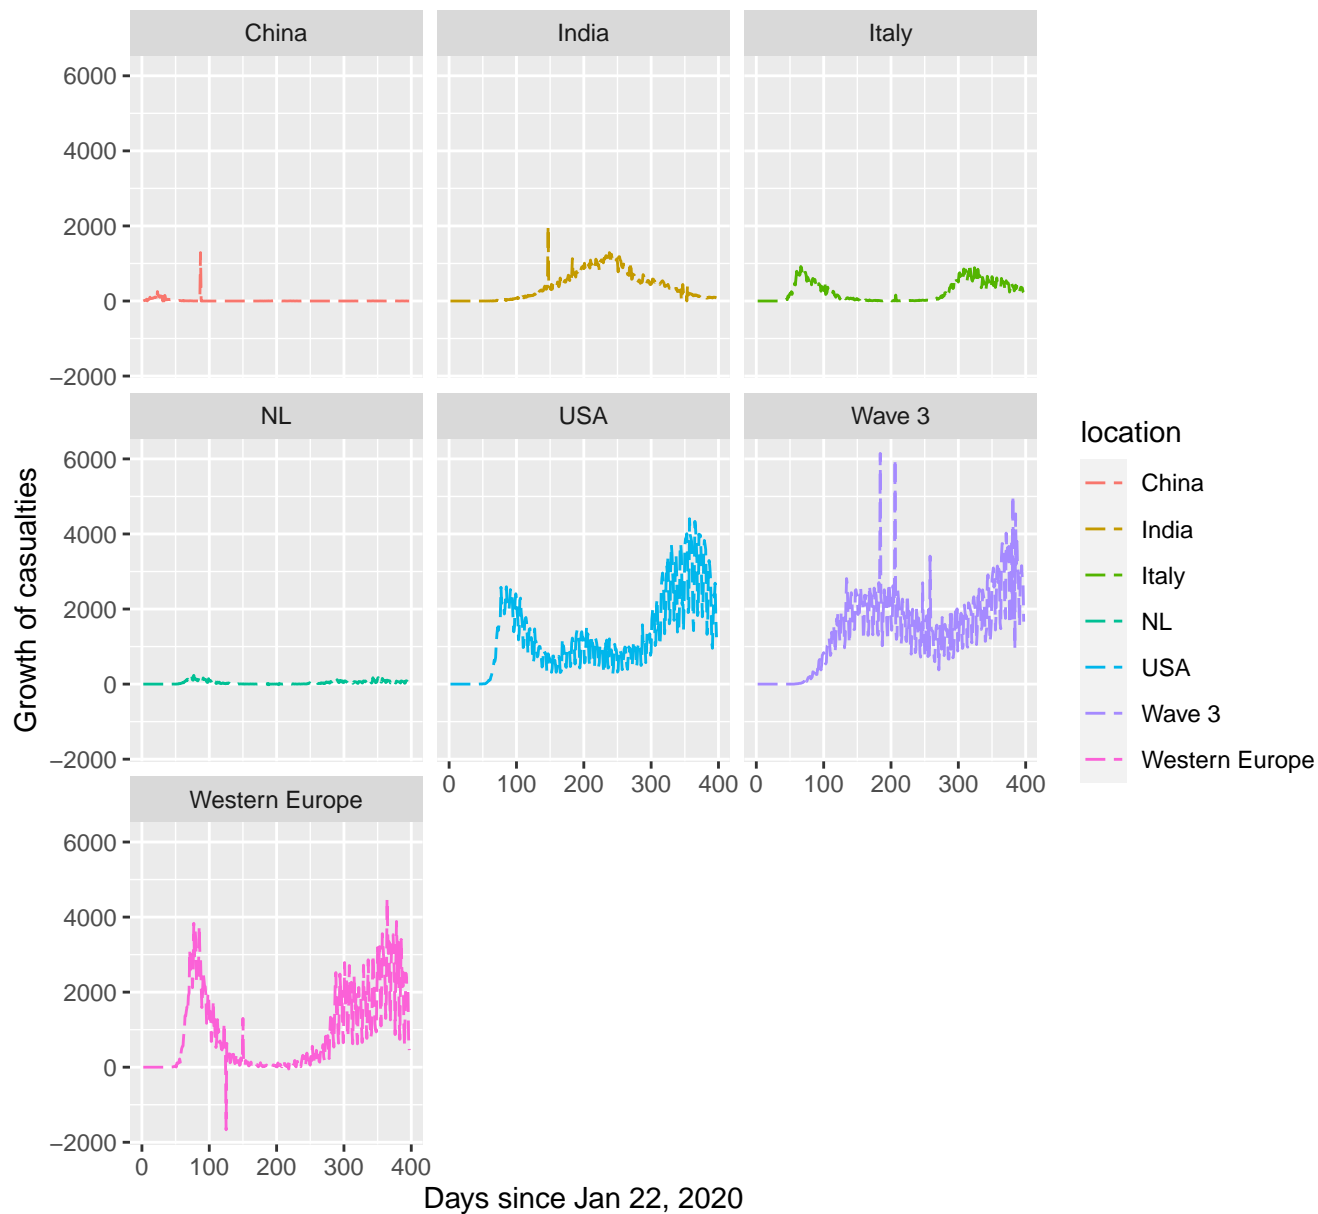 China
India
Italy
6000
4000
2000
0
−2000
NL
USA
Wave 3
6000
4000
2000
0
−2000
0 100 200 300 400
0 100 200 300 400
Western Europe
6000
4000
2000
0
−2000
0 100 200 300 400
Days since Jan 22, 2020
Growth of casualties
location
China
India
Italy
NL
USA
Wave 3
Western Europe